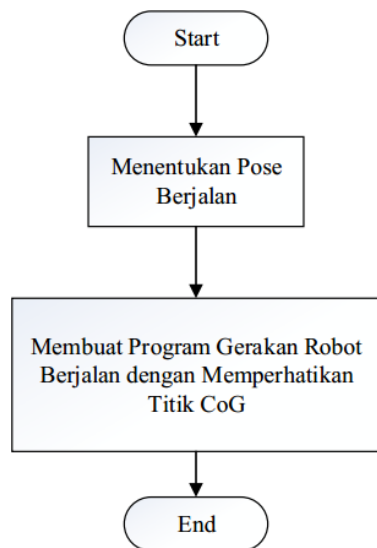 Start
Menentukan Pose
Berjalan
Membuat Program Gerakan Robot
Berjalan dengan Memperhatikan
Titik CoG
End